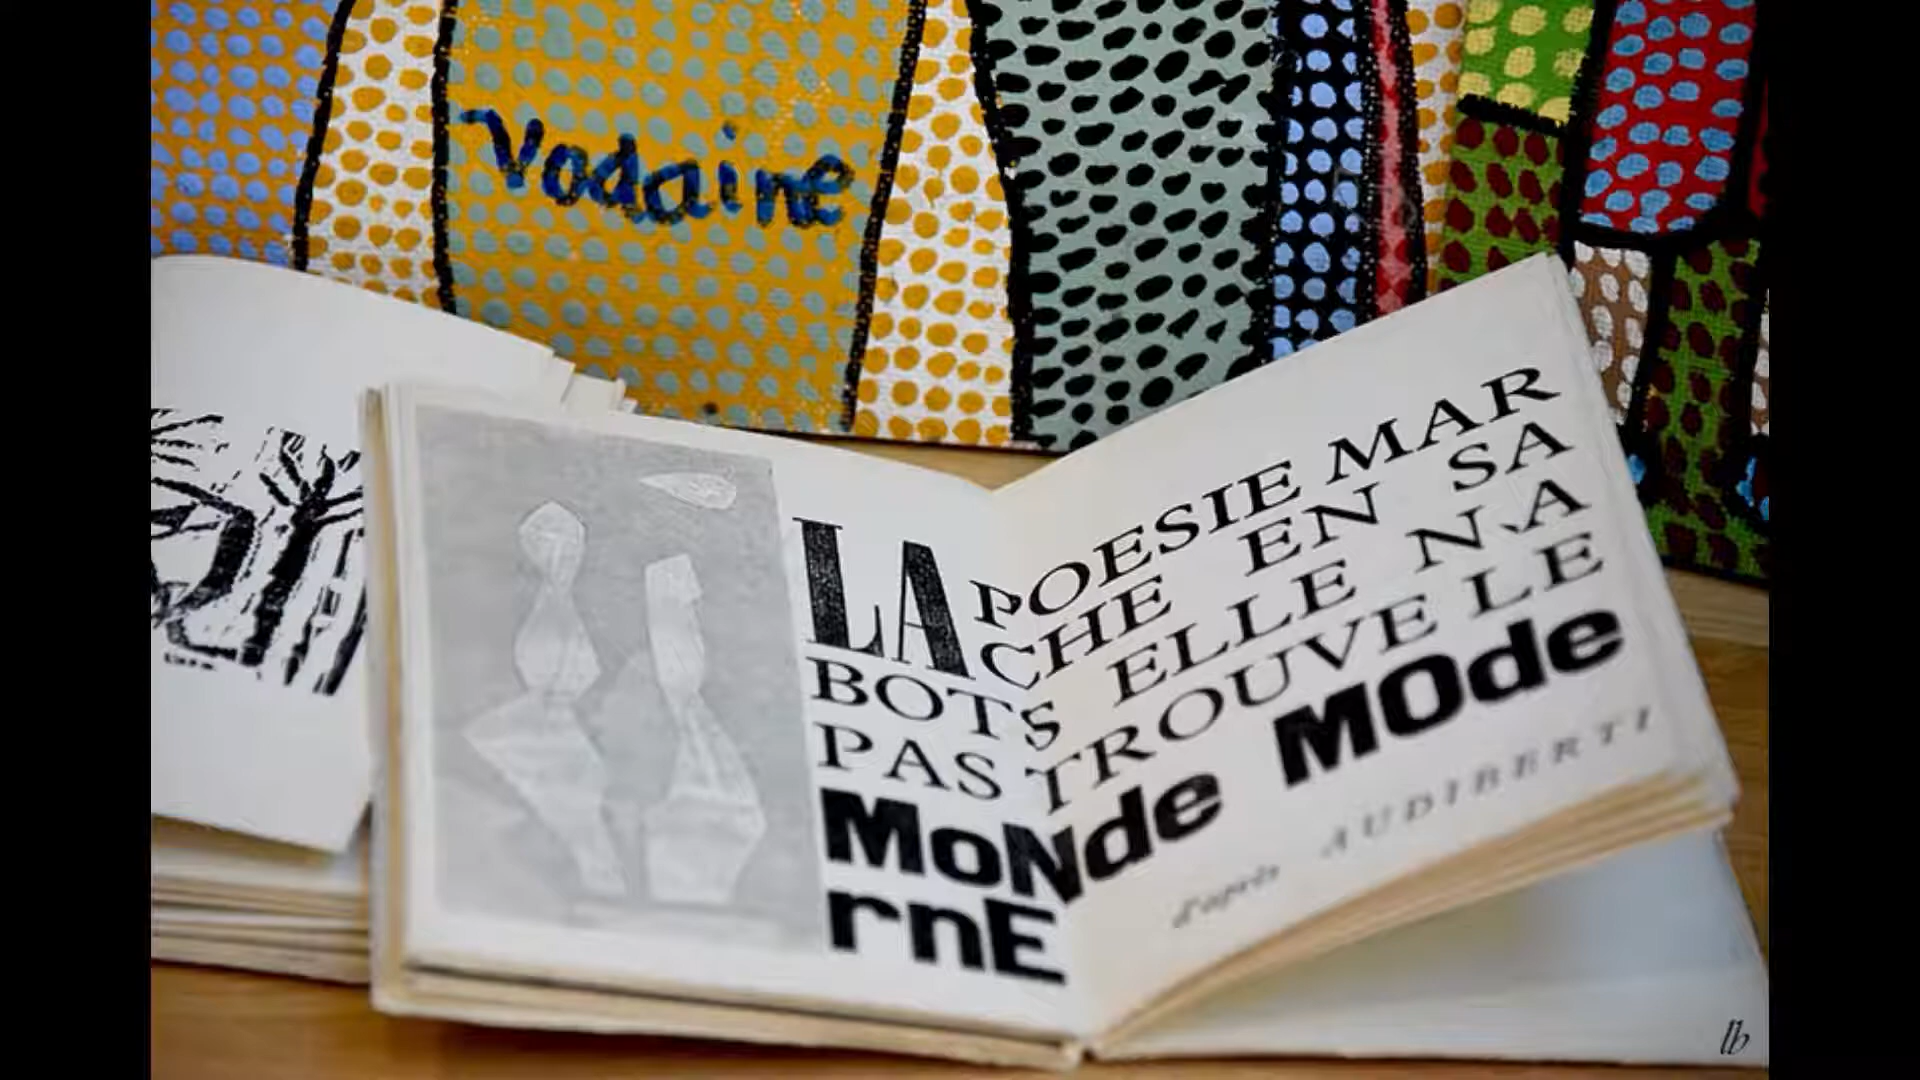 Vodaine
LA POESIE MAR
CHE EN SA
BOTS ELLE N'A
PAS TROUVE LE
MoNde MOde
rnE
d'après AUDIBERTI
lb